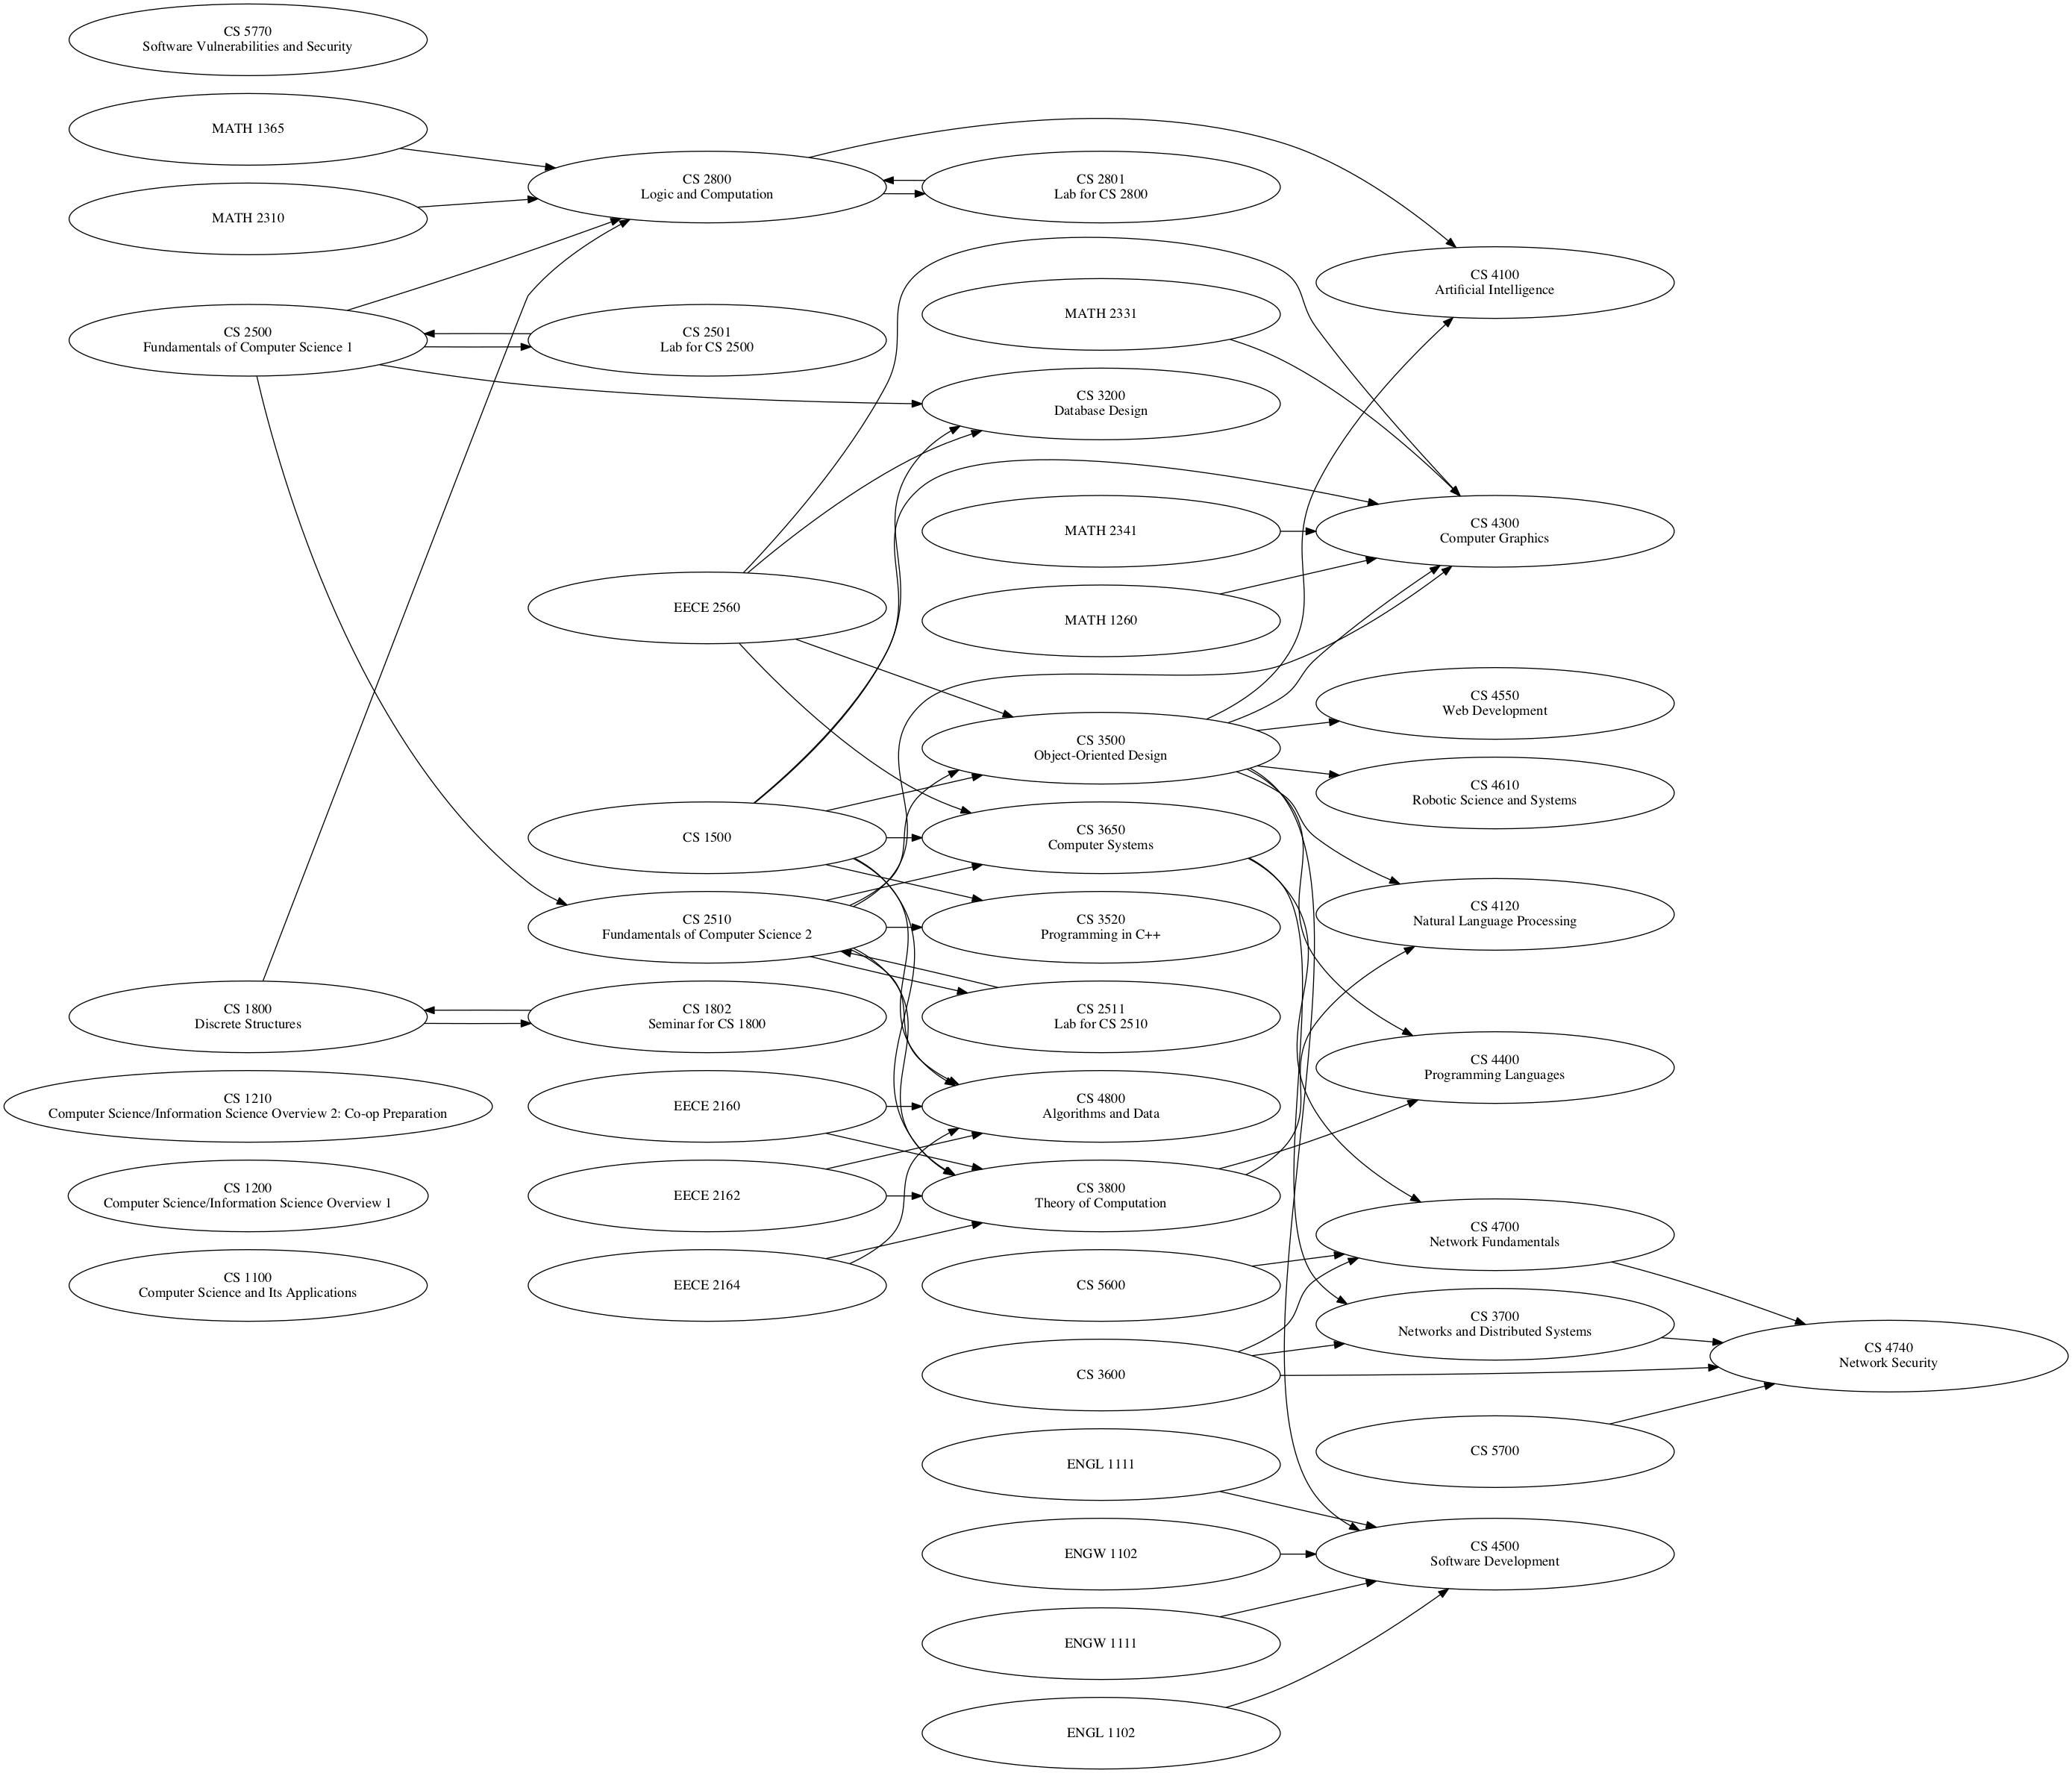 CS 5770
Software Vulnerabilities and Security
MATH 1365
MATH 2310
CS 2500
Fundamentals of Computer Science 1
CS 1800
Discrete Structures
CS 1210
Computer Science/Information Science Overview 2: Co-op Preparation
CS 1200
Computer Science/Information Science Overview 1
CS 1100
Computer Science and Its Applications
CS 2800
Logic and Computation
CS 2501
Lab for CS 2500
EECE 2560
CS 1500
CS 2510
Fundamentals of Computer Science 2
CS 1802
Seminar for CS 1800
EECE 2160
EECE 2162
EECE 2164
CS 2801
Lab for CS 2800
MATH 2331
CS 3200
Database Design
MATH 2341
MATH 1260
CS 3500
Object-Oriented Design
CS 3650
Computer Systems
CS 3520
Programming in C++
CS 2511
Lab for CS 2510
CS 4800
Algorithms and Data
CS 3800
Theory of Computation
CS 5600
CS 3600
ENGL 1111
ENGW 1102
ENGW 1111
ENGL 1102
CS 4100
Artificial Intelligence
CS 4300
Computer Graphics
CS 4550
Web Development
CS 4610
Robotic Science and Systems
CS 4120
Natural Language Processing
CS 4400
Programming Languages
CS 4700
Network Fundamentals
CS 3700
Networks and Distributed Systems
CS 5700
CS 4500
Software Development
CS 4740
Network Security